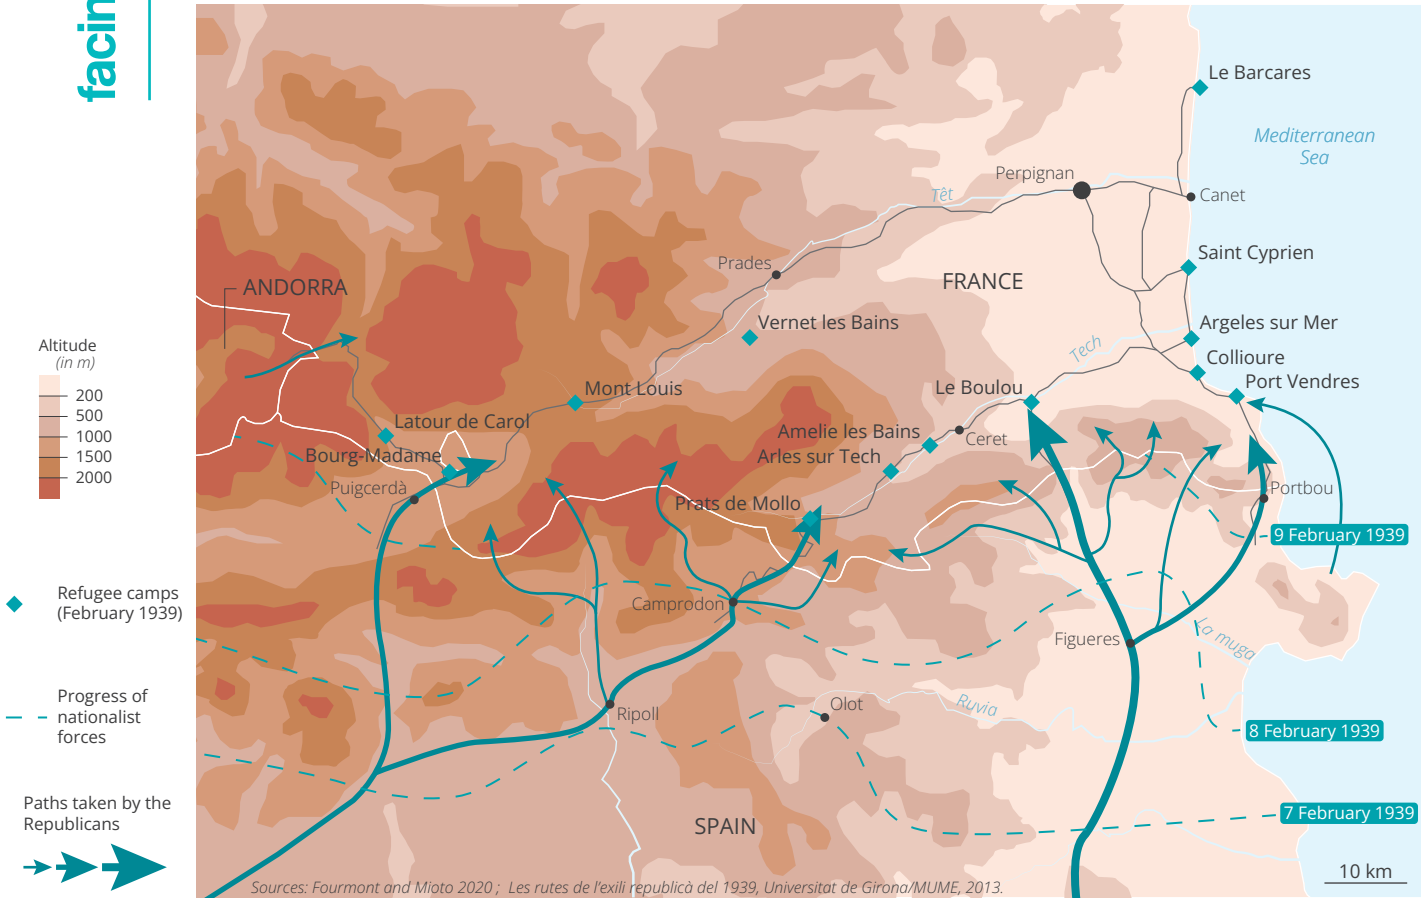 facin
Le Barcares
Mediterranean
Sea
Perpignan
Têt
Canet
Saint Cyprien
Prades
FRANCE
ANDORRA
Vernet les Bains
Argeles sur Mer
Tech
Collioure
Port Vendres
Mont Louis
Le Boulou
Latour de Carol
Amelie les Bains
Ceret
Bourg-Madame
Arles sur Tech
Puigcerdà
Prats de Mollo
Portbou
9 February 1939
Camprodon
Figueres
La muga
Ripoll
Olot
Ruvia
8 February 1939
7 February 1939
SPAIN
10 km
Altitude
(in m)
200
500
1000
1500
2000
Refugee camps
(February 1939)
Progress of
nationalist
forces
Paths taken by the
Republicans
Sources: Fourmont and Mioto 2020 ; Les rutes de l'exili republicà del 1939, Universitat de Girona/MUME, 2013.